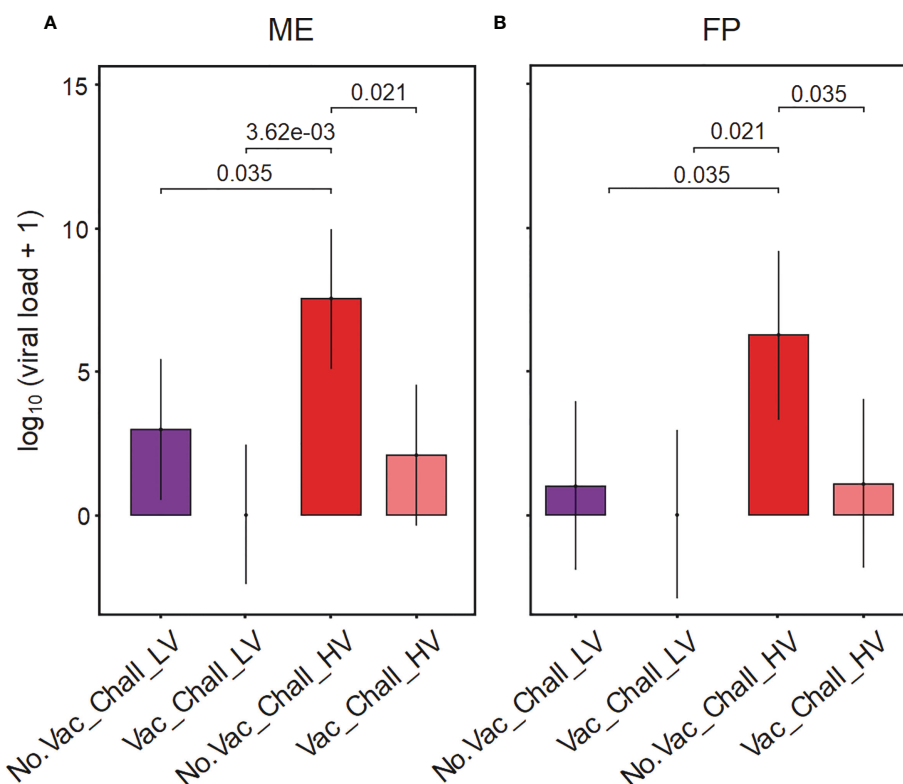 A
ME
B
FP
log₁₀ (viral load + 1)
15
10
5
0
0.021
3.62e-03
0.035
0.035
0.021
0.035
No.Vac_Chall_LV
Vac_Chall_LV
No.Vac_Chall_HV
Vac_Chall_HV
No.Vac_Chall_LV
Vac_Chall_LV
No.Vac_Chall_HV
Vac_Chall_HV